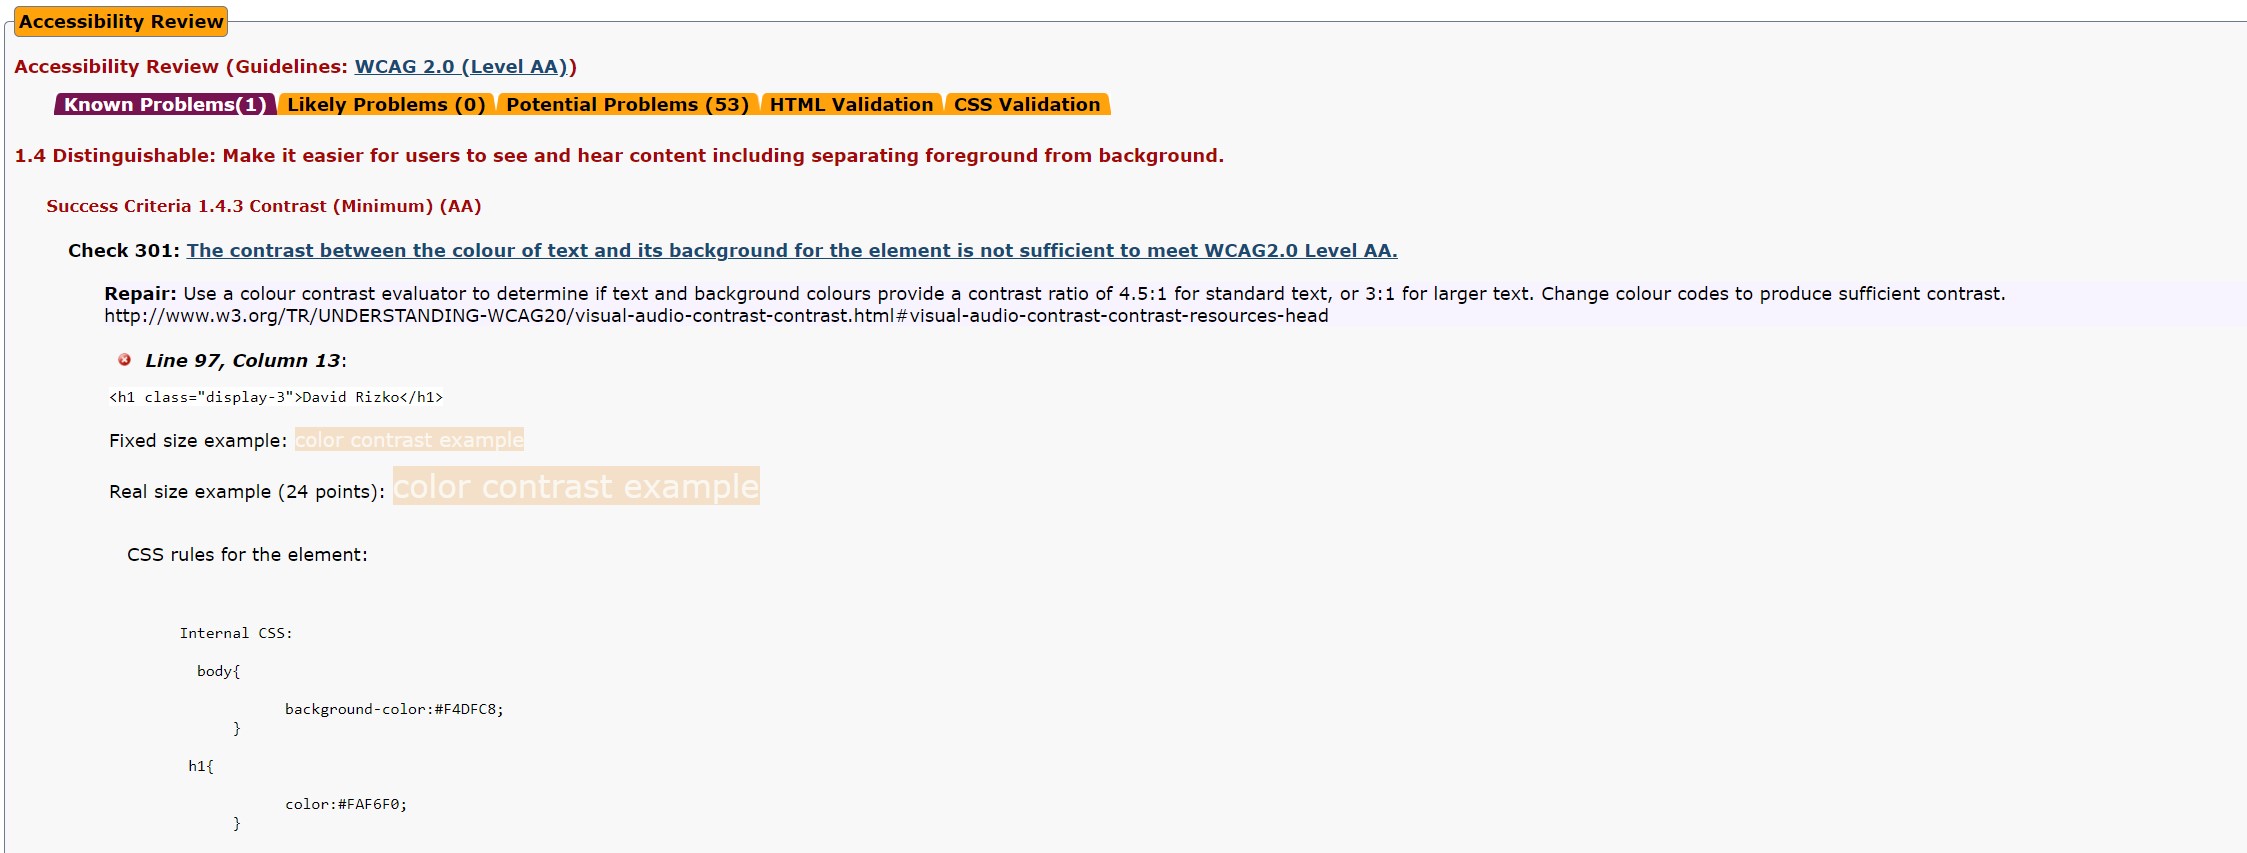 Accessibility Review
Accessibility Review (Guidelines: WCAG 2.0 (Level AA))
Known Problems(1) Likely Problems (0) Potential Problems (53) HTML Validation CSS Validation
1.4 Distinguishable: Make it easier for users to see and hear content including separating foreground from background.
Success Criteria 1.4.3 Contrast (Minimum) (AA)
Check 301: The contrast between the colour of text and its background for the element is not sufficient to meet WCAG2.0 Level AA.
Repair: Use a colour contrast evaluator to determine if text and background colours provide a contrast ratio of 4.5:1 for standard text, or 3:1 for larger text. Change colour codes to produce sufficient contrast.
http://www.w3.org/TR/UNDERSTANDING-WCAG20/visual-audio-contrast-contrast.html#visual-audio-contrast-contrast-resources-head
Line 97, Column 13:
<h1 class="display-3">David Rizko</h1>
Fixed size example: color contrast example
Real size example (24 points): color contrast example
CSS rules for the element:
Internal CSS:
body{
background-color:#F4DFC8;
}
h1{
color:#FAF6F0;
}